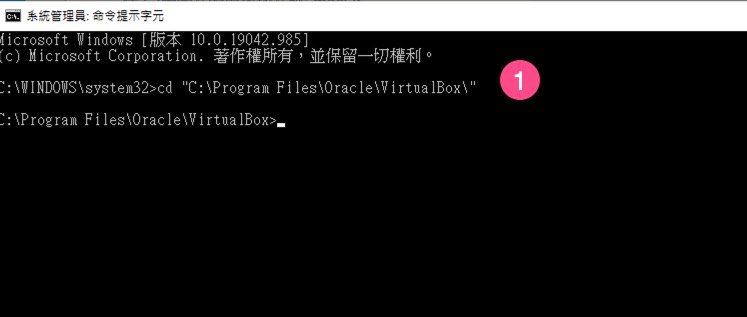 系統管理員: 命令提示字元
Microsoft Windows [版本 10.0.19042.985]
(c) Microsoft Corporation. 著作權所有，並保留一切權利。
C:\WINDOWS\system32>cd "C:\Program Files\Oracle\VirtualBox\"
1
C:\Program Files\Oracle\VirtualBox>